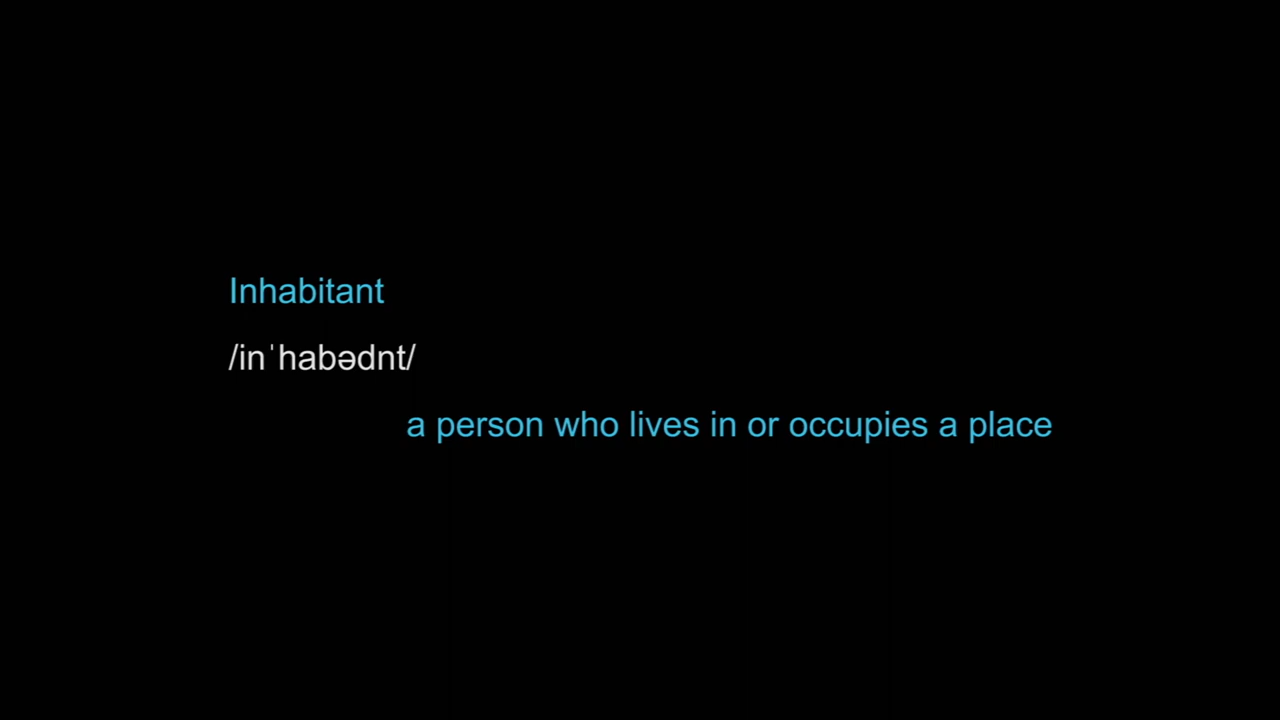 Inhabitant
/inˈhabədnt/
a person who lives in or occupies a place